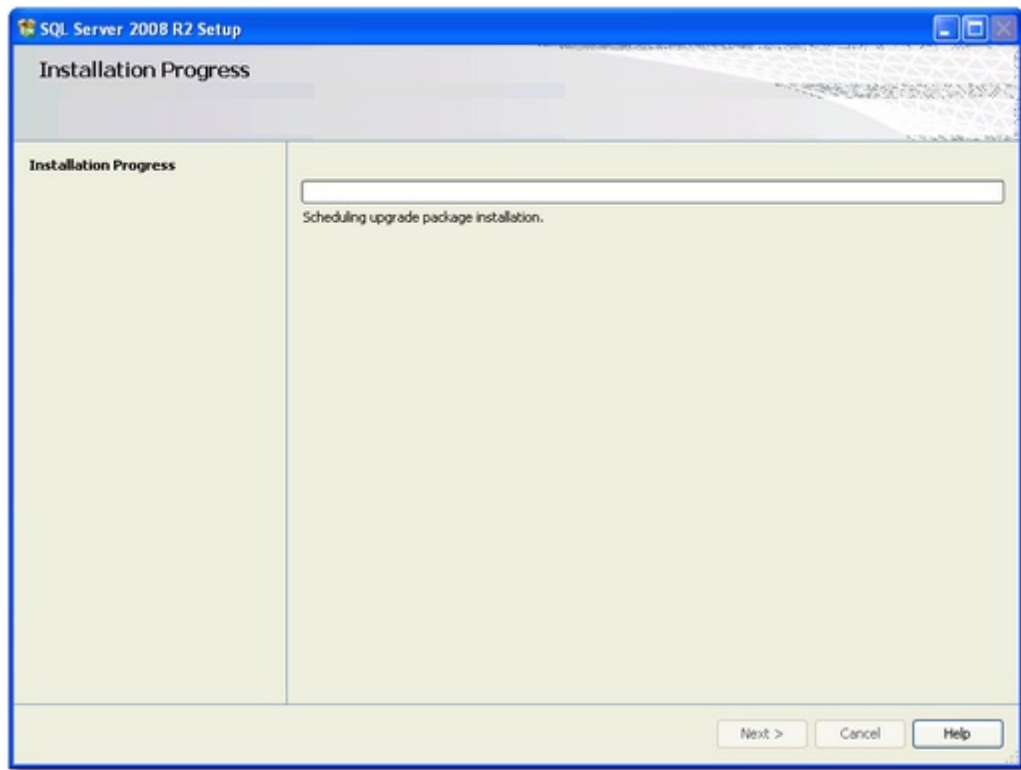 SQL Server 2008 R2 Setup
Installation Progress
Installation Progress
Scheduling upgrade package installation.
Next >
Cancel
Help